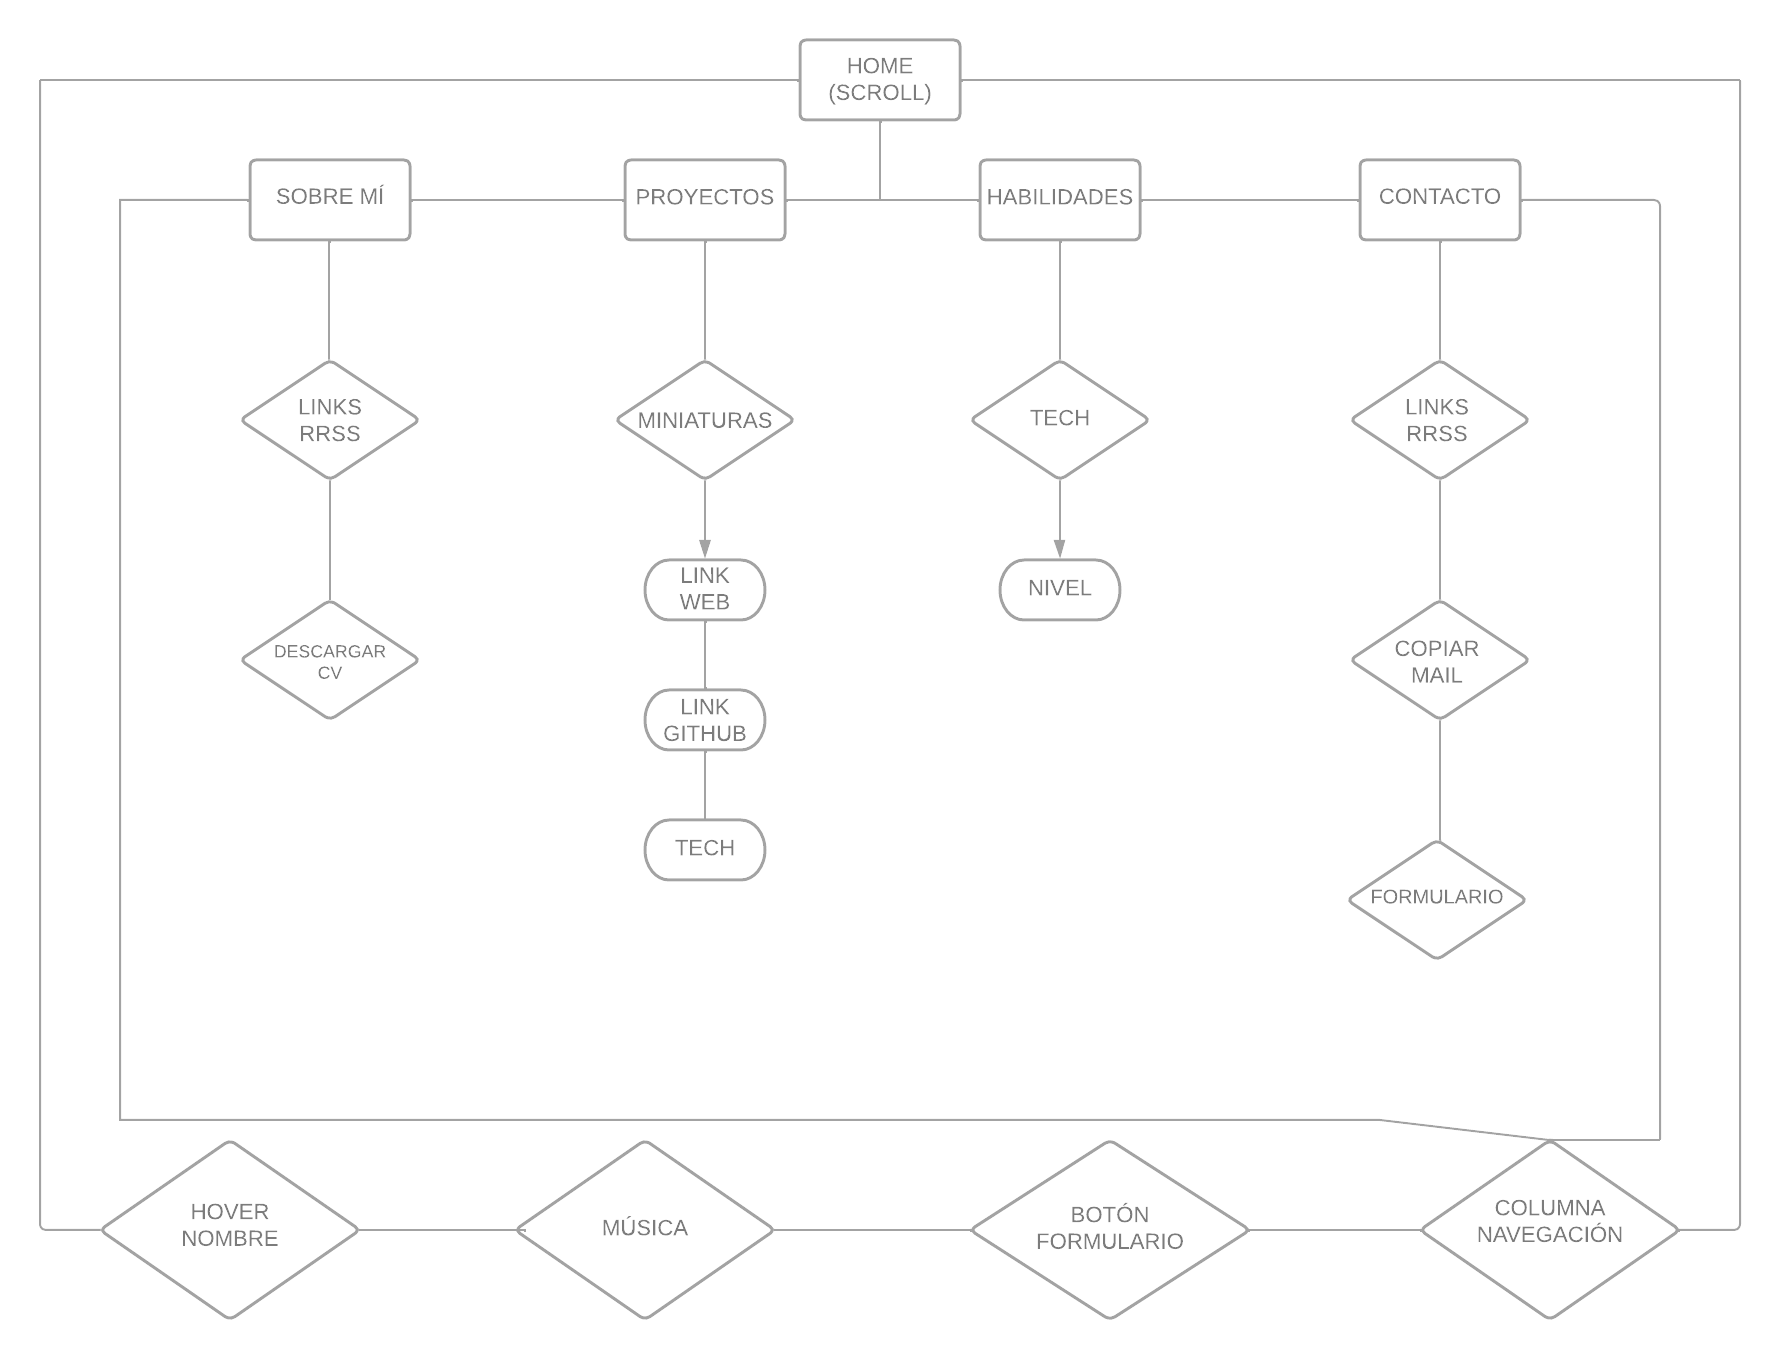 HOME
(SCROLL)
SOBRE MÍ
PROYECTOS
HABILIDADES
CONTACTO
LINKS
RRSS
MINIATURAS
TECH
LINKS
RRSS
LINK
WEB
NIVEL
DESCARGAR
CV
COPIAR
MAIL
LINK
GITHUB
TECH
FORMULARIO
HOVER
NOMBRE
MÚSICA
BOTÓN
FORMULARIO
COLUMNA
NAVEGACIÓN